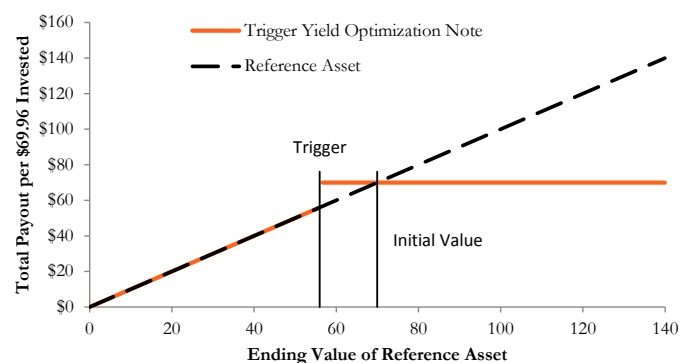 Trigger Yield Optimization Note
Reference Asset
Total Payout per $69.96 Invested
$160
$140
$120
$100
$80
$60
$40
$20
$0
Trigger
Initial Value
0 20 40 60 80 100 120 140
Ending Value of Reference Asset